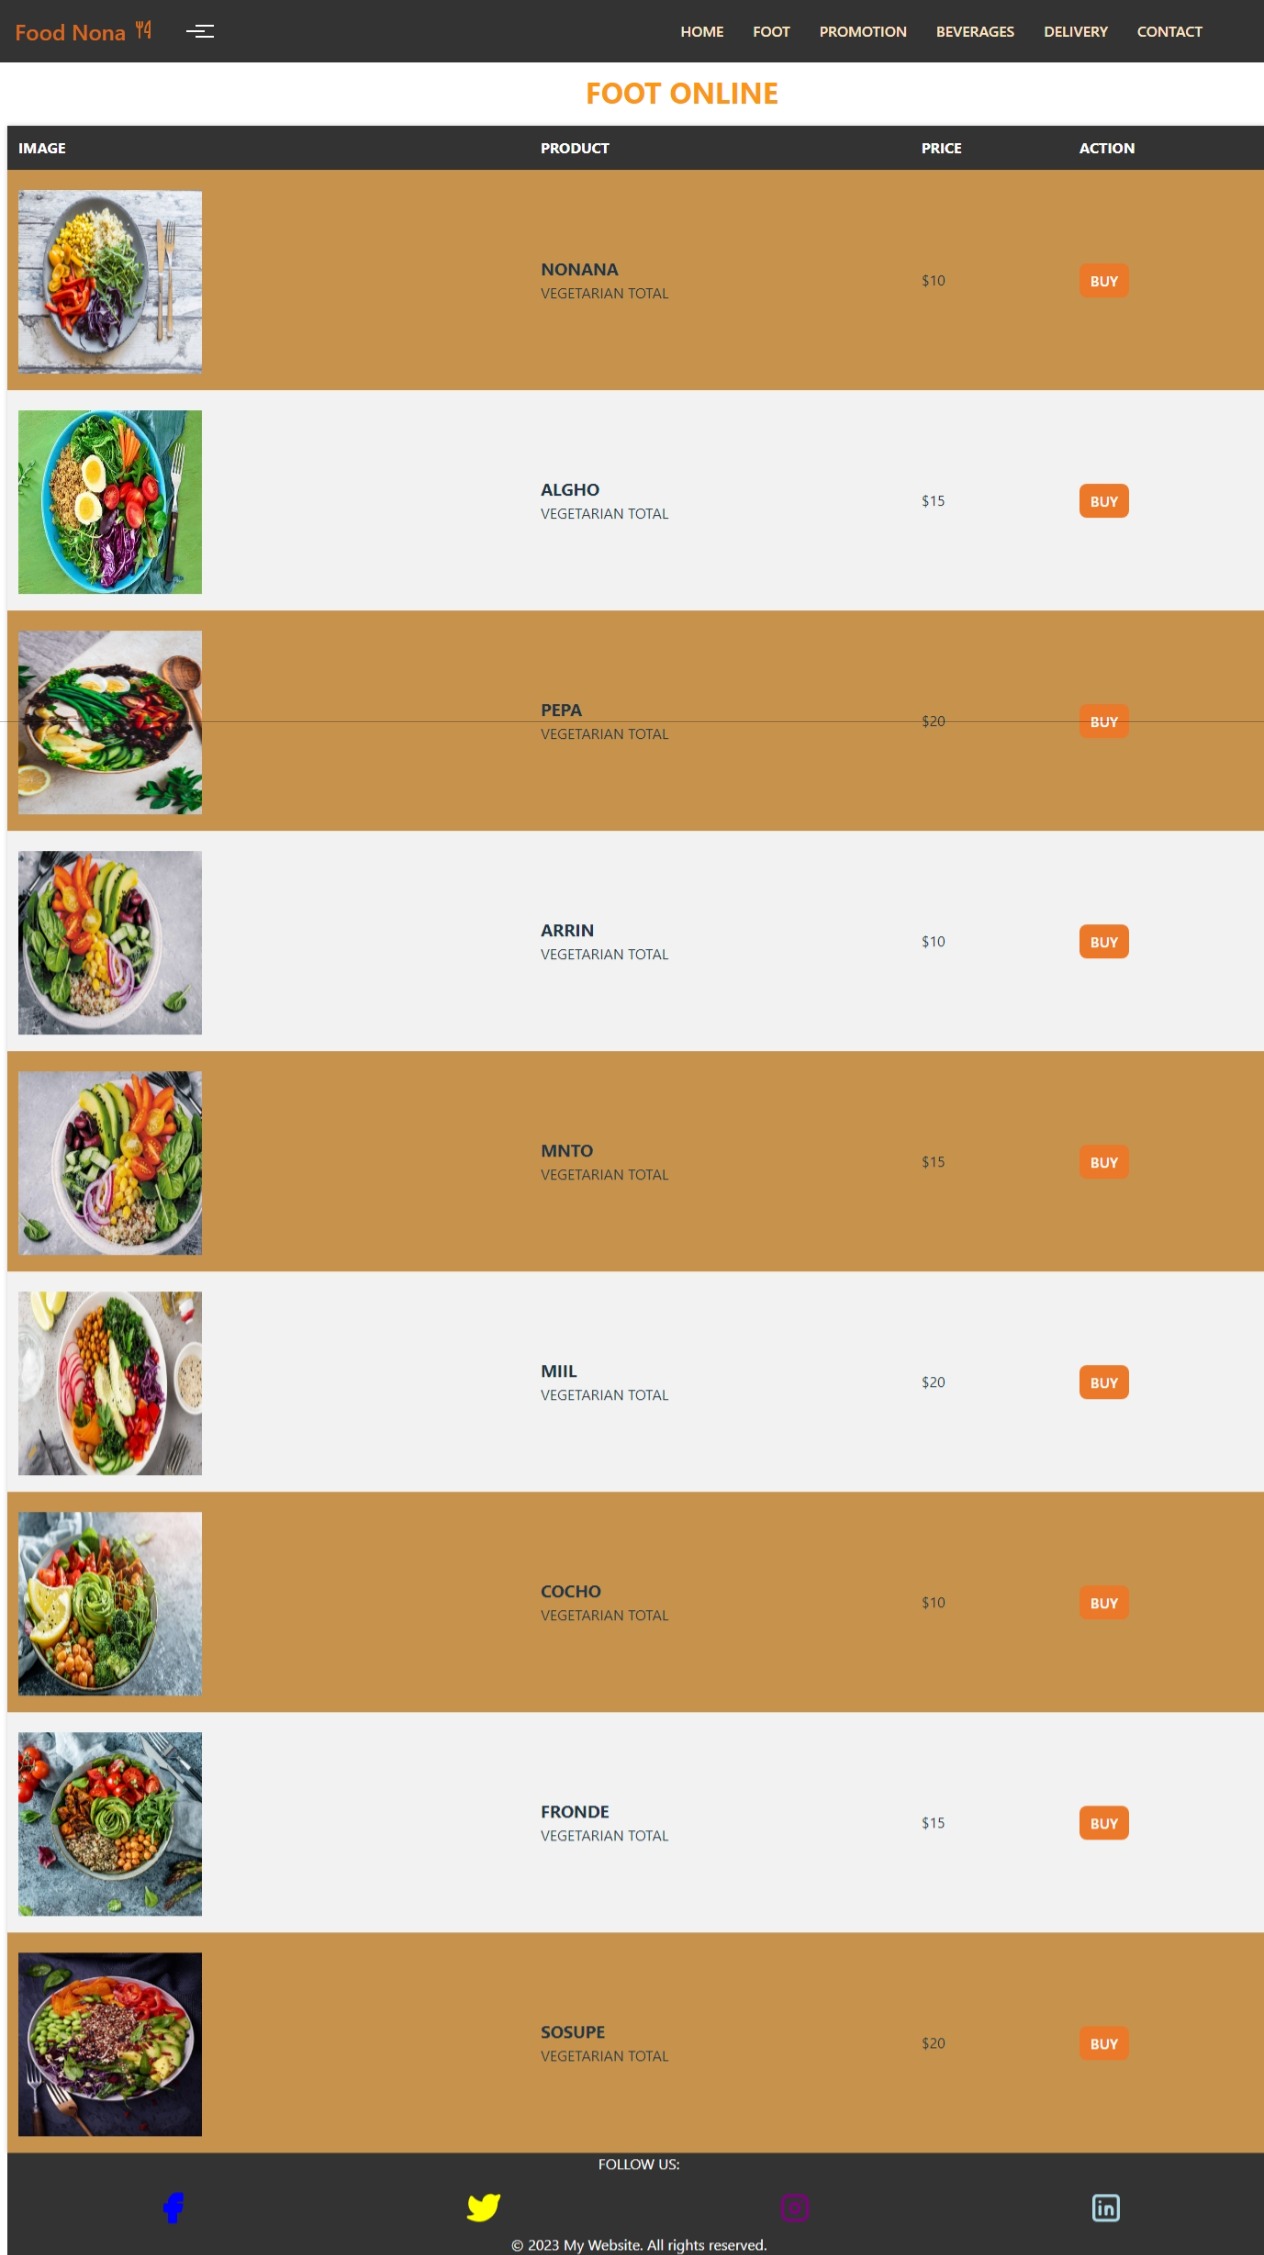 Food Nona
HOME FOOT PROMOTION BEVERAGES DELIVERY CONTACT
FOOT ONLINE
IMAGE PRODUCT PRICE ACTION
NONANA
VEGETARIAN TOTAL
$10
BUY
ALGHO
VEGETARIAN TOTAL
$15
BUY
PEPA
VEGETARIAN TOTAL
$20
BUY
ARRIN
VEGETARIAN TOTAL
$10
BUY
MNTO
VEGETARIAN TOTAL
$15
BUY
MIIL
VEGETARIAN TOTAL
$20
BUY
COCHO
VEGETARIAN TOTAL
$10
BUY
FRONDE
VEGETARIAN TOTAL
$15
BUY
SOSUPE
VEGETARIAN TOTAL
$20
BUY
FOLLOW US:
in
© 2023 My Website. All rights reserved.